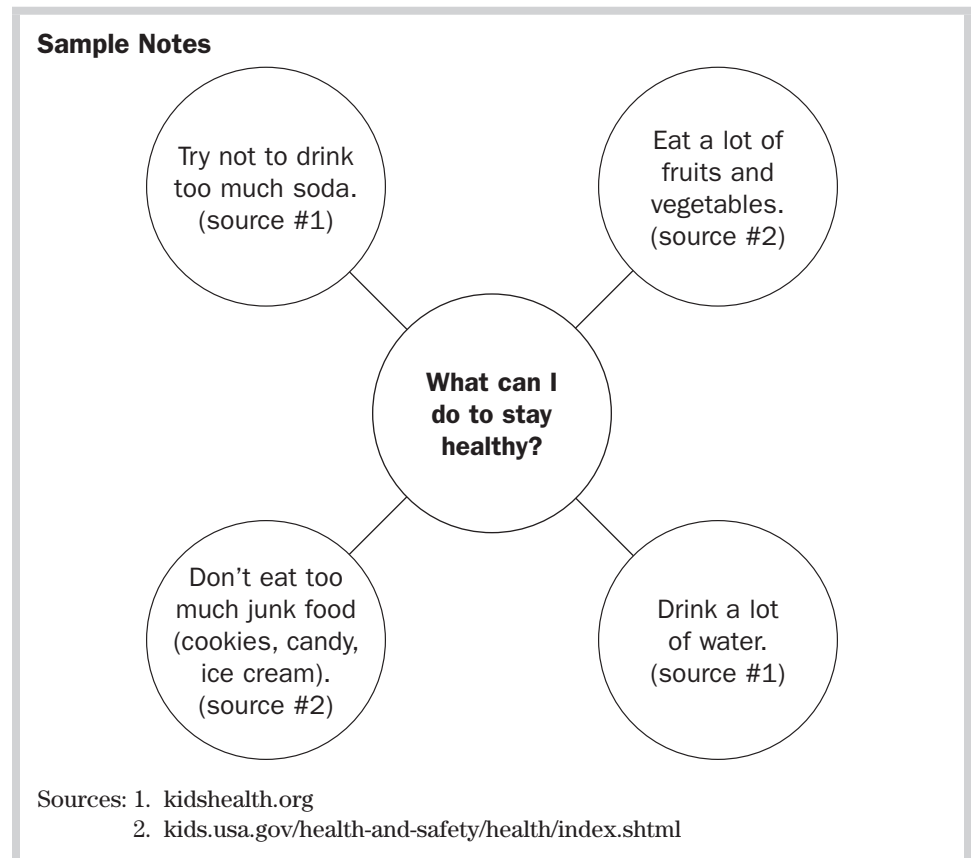 Sample Notes
Try not to drink
too much soda.
(source #1)
Eat a lot of
fruits and
vegetables.
(source #2)
What can I
do to stay
healthy?
Don’t eat too
much junk food
(cookies, candy,
ice cream).
(source #2)
Drink a lot
of water.
(source #1)
Sources: 1. kidshealth.org
2. kids.usa.gov/health-and-safety/health/index.shtml